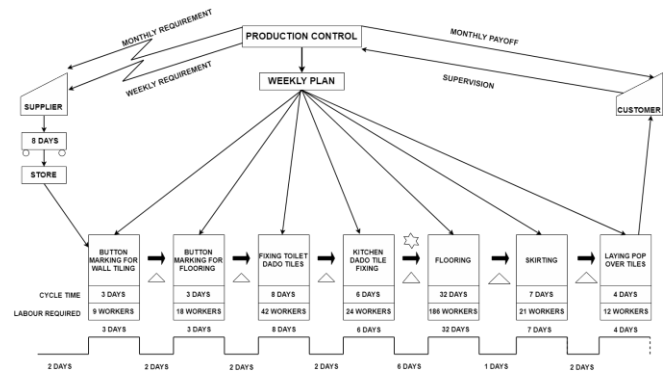 MONTHLY REQUIREMENT
PRODUCTION CONTROL
MONTHLY PAYOFF
WEEKLY REQUIREMENT
WEEKLY PLAN
SUPERVISION
SUPPLIER
CUSTOMER
8 DAYS
STORE
BUTTON
MARKING FOR
WALL TILING
BUTTON
MARKING FOR
FLOORING
FIXING TOILET
DADO TILES
KITCHEN
DADO TILE
FIXING
FLOORING
SKIRTING
LAYING POP
OVER TILES
CYCLE TIME 3 DAYS 3 DAYS 8 DAYS 6 DAYS 32 DAYS 7 DAYS 4 DAYS
LABOUR REQUIRED 9 WORKERS 18 WORKERS 42 WORKERS 24 WORKERS 186 WORKERS 21 WORKERS 12 WORKERS
3 DAYS 3 DAYS 8 DAYS 6 DAYS 32 DAYS 7 DAYS 4 DAYS
2 DAYS 2 DAYS 2 DAYS 2 DAYS 6 DAYS 1 DAYS 2 DAYS